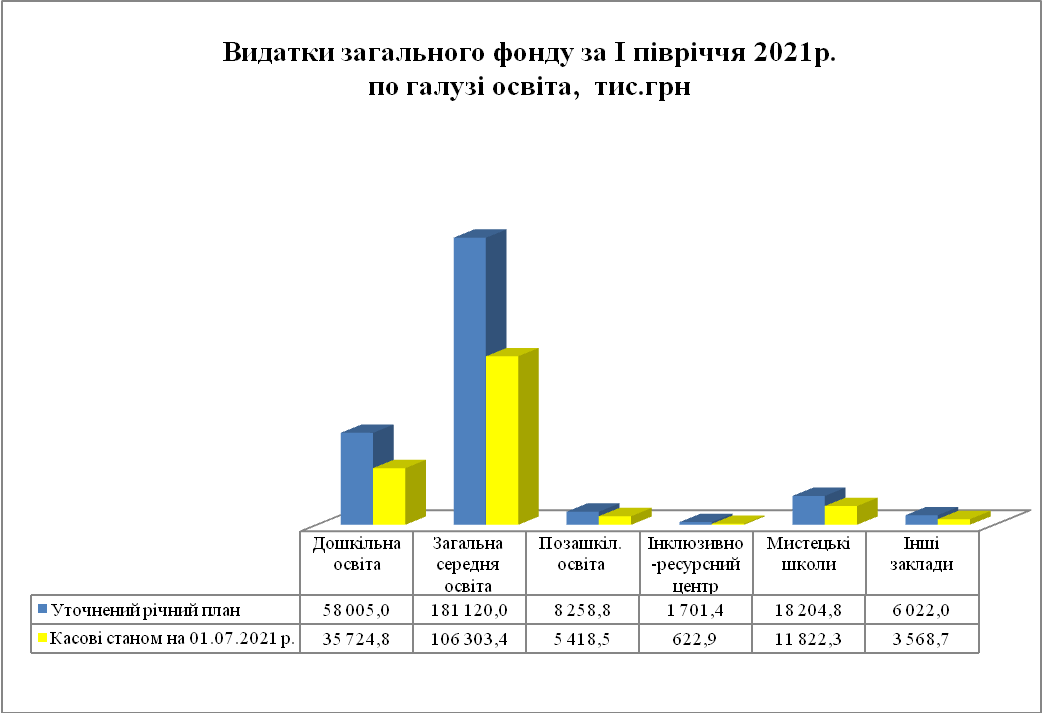 Видатки загального фонду за І півріччя 2021р.
по галузі освіта, тис.грн
Дошкільна
освіта
Загальна
середня
освіта
Позашкіл.
освіта
Інклюзивно
-ресурсний
центр
Мистецькі
школи
Інші
заклади
Уточнений річний план 58 005,0 181 120,0 8 258,8 1 701,4 18 204,8 6 022,0
Касові станом на 01.07.2021 р. 35 724,8 106 303,4 5 418,5 622,9 11 822,3 3 568,7